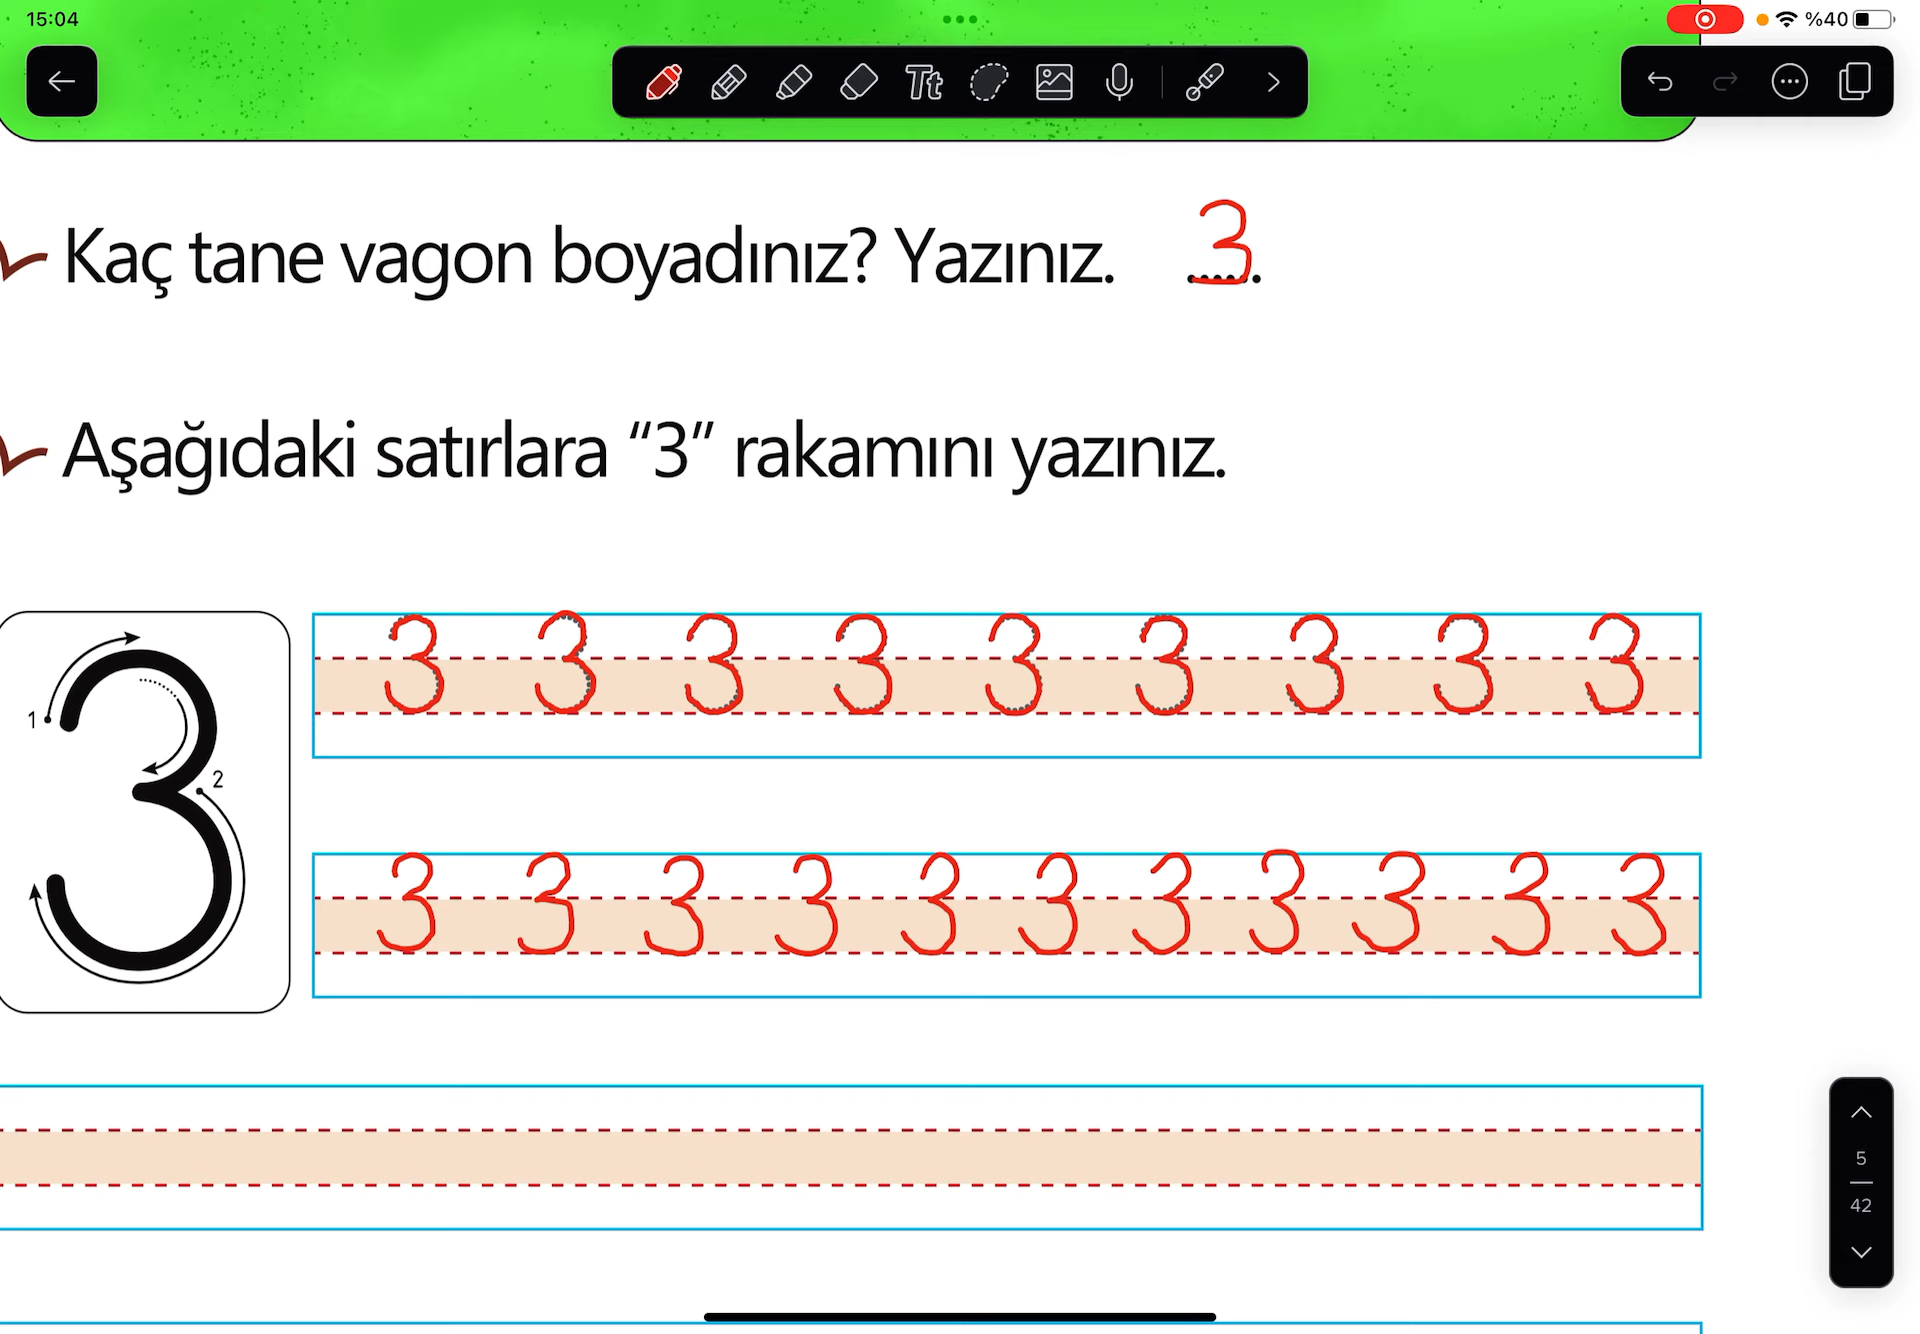 15:04
%40
Tt
Kaç tane vagon boyadınız? Yazınız. 3
Aşağıdaki satırlara “3” rakamını yazınız.
1
2
3
3 3 3 3 3 3 3 3 3
3 3 3 3 3 3 3 3 3 3 3
5
42